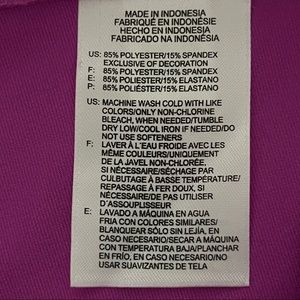 MADE IN INDONESIA
FABRIQUÉ EN INDONÉSIE
HECHO EN INDONESIA
FABRICADO NA INDONÉSIA
US: 85% POLYESTER/15% SPANDEX
EXCLUSIVE OF DECORATION
F: 85% POLYESTER/15% ELASTHANNE
E: 85% POLIÉSTER/15% ELASTANO
P: 85% POLIÉSTER/15% ELASTANO
US: MACHINE WASH COLD WITH LIKE
COLORS/ONLY NON-CHLORINE
BLEACH, WHEN NEEDED/TUMBLE
DRY LOW/COOL IRON IF NEEDED/DO
NOT USE SOFTENERS
F: LAVER À L'EAU FROIDE AVEC LES
MÊME COULEURS/UNIQUEMENT
DE LA JAVEL NON-CHLORÉE.
SI NÉCESSAIRE/SÉCHAGE PAR
CULBUTAGE À BASSE TEMPÉRATURE/
REPASSAGE À FER DOUX, SI
NÉCESSAIRE/NE PAS UTILISER
D'ASSOUPLISSEUR
E: LAVADO A MÁQUINA EN AGUA
FRIA CON COLORES SIMILARES/
BLANQUEAR SÓLO SIN LEJÍA, EN
CASO NECESARIO/SECAR A MÁQUINA
CON TEMPERATURA BAJA/PLANCHAR
EN FRÍO, EN CASO NECESARIO/NO
USAR SUAVIZANTES DE TELA